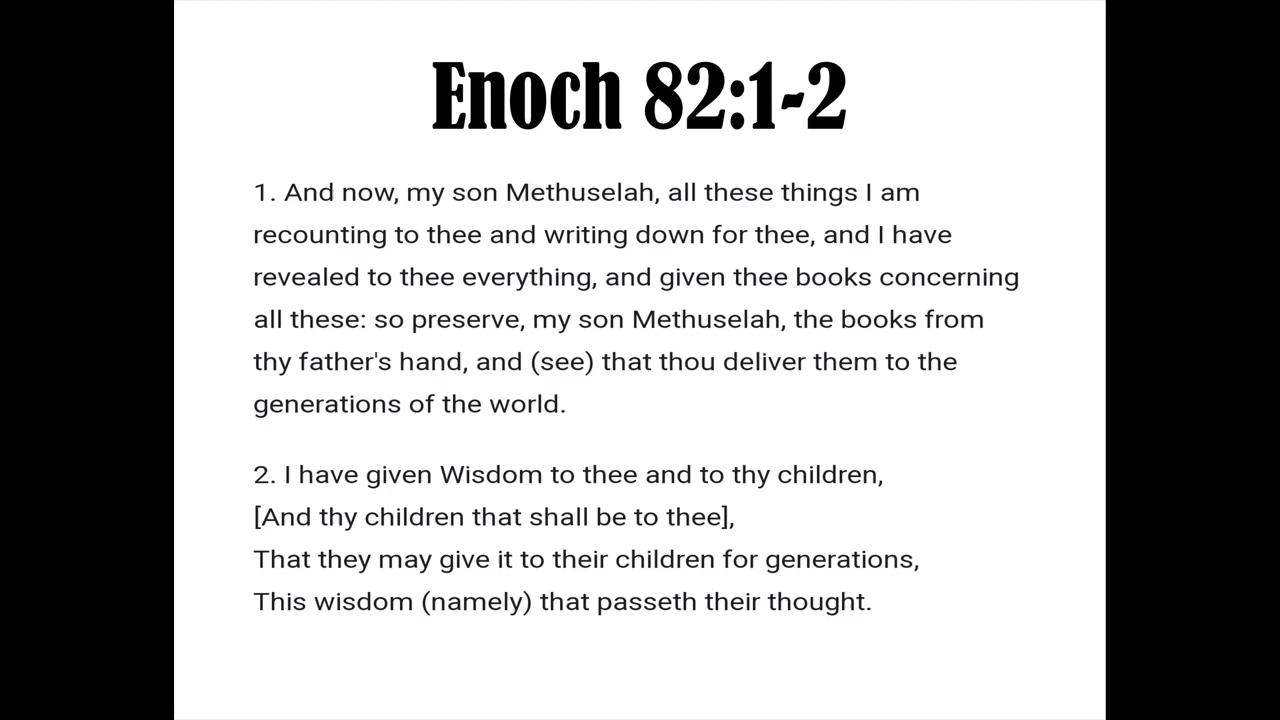 Enoch 82:1-2
1. And now, my son Methuselah, all these things I am
recounting to thee and writing down for thee, and I have
revealed to thee everything, and given thee books concerning
all these: so preserve, my son Methuselah, the books from
thy father's hand, and (see) that thou deliver them to the
generations of the world.
2. I have given Wisdom to thee and to thy children,
[And thy children that shall be to thee],
That they may give it to their children for generations,
This wisdom (namely) that passeth their thought.